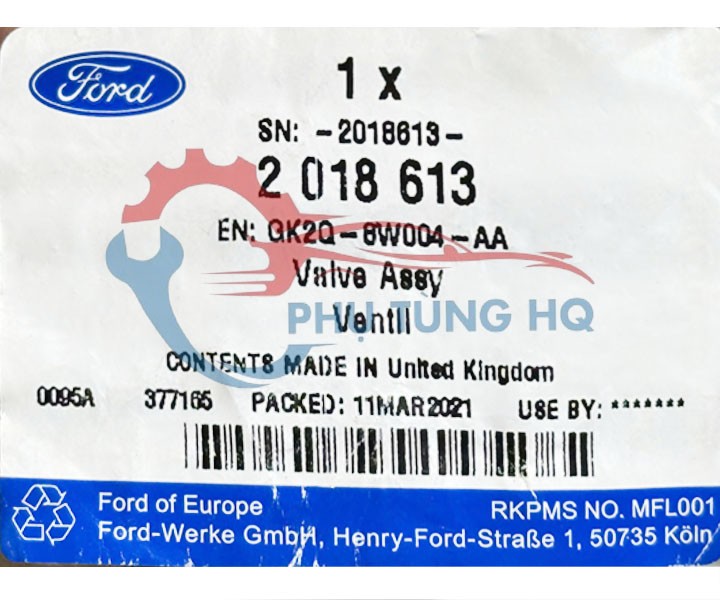 Ford
1 x
SN: -2018613-
2 018 613
EN: GK2Q-6W004-AA
Valve Assy
Ventil
PHỤ TÙNG HQ
CONTENTS MADE IN United Kingdom
0095A 377165 PACKED: 11MAR2021 USE BY: *******
Ford of Europe RKPMS NO. MFL001
Ford-Werke GmbH, Henry-Ford-Straße 1, 50735 Köln